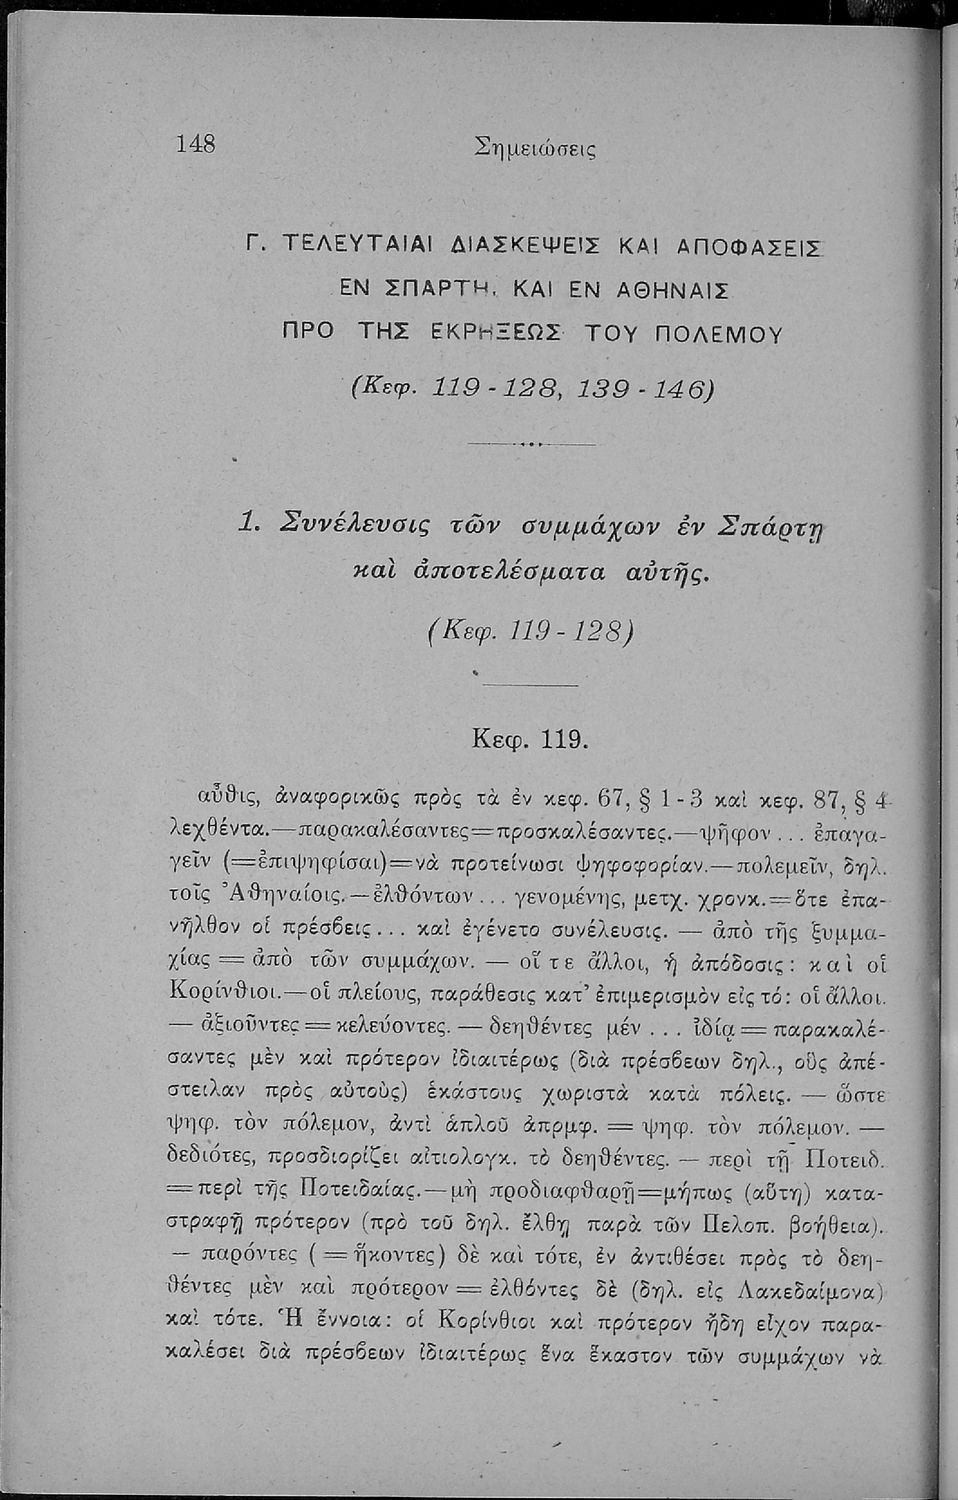 148 Σημειώσεις
Γ. ΤΕΛΕΥΤΑΙΑΙ ΔΙΑΣΚΕΨΕΙΣ ΚΑΙ ΑΠΟΦΑΣΕΙΣ
ΕΝ ΣΠΑΡΤΗ, ΚΑΙ ΕΝ ΑΘΗΝΑΙΣ
ΠΡΟ ΤΗΣ ΕΚΡΗΞΕΩΣ ΤΟΥ ΠΟΛΕΜΟΥ
(Κεφ. 119 - 128, 139 - 146)
1. Συνέλευσις τῶν συμμάχων ἐν Σπάρτῃ
καὶ ἀποτελέσματα αὐτῆς.
(Κεφ. 119 - 128)
Κεφ. 119.
αὖθις, ἀναφορικῶς πρὸς τὰ ἐν κεφ. 67, § 1 - 3 καὶ κεφ. 87, § 4
λεχθέντα.—παρακαλέσαντες=προσκαλέσαντες.—ψῆφον ... ἐπαγα-
γεῖν (=ἐπιψηφίσαι)=νὰ προτείνωσι ψηφοφορίαν.—πολεμεῖν, δηλ.
τοῖς Ἀθηναίοις.—ἐλθόντων ... γενομένης, μετχ. χρονκ.=ὅτε ἐπα-
νῆλθον οἱ πρέσβεις... καὶ ἐγένετο συνέλευσις. — ἀπὸ τῆς ξυμμα-
χίας = ἀπὸ τῶν συμμάχων. — οἵ τε ἄλλοι, ἡ ἀπόδοσις: καὶ οἱ
Κορίνθιοι.—οἱ πλείους, παράθεσις κατ' ἐπιμερισμὸν εἰς τό: οἱ ἄλλοι.
— ἀξιοῦντες = κελεύοντες. — δεηθέντες μέν ... ἰδίᾳ = παρακαλέ-
σαντες μὲν καὶ πρότερον ἰδιαιτέρως (διὰ πρέσβεων δηλ., οὓς ἀπέ-
στειλαν πρὸς αὐτοὺς) ἑκάστους χωριστὰ κατὰ πόλεις. — ὥστε
ψηφ. τὸν πόλεμον, ἀντὶ ἁπλοῦ ἀπρμφ. = ψηφ. τὸν πόλεμον. —
δεδιότες, προσδιορίζει αἰτιολογκ. τὸ δεηθέντες. — περὶ τῇ Ποτειδ.
=περὶ τῆς Ποτειδαίας.—μὴ προδιαφθαρῇ=μήπως (αὕτη) κατα-
στραφῇ πρότερον (πρὸ τοῦ δηλ. ἔλθῃ παρὰ τῶν Πελοπ. βοήθεια).
— παρόντες ( = ἥκοντες) δὲ καὶ τότε, ἐν ἀντιθέσει πρὸς τὸ δεη-
θέντες μὲν καὶ πρότερον = ἐλθόντες δὲ (δηλ. εἰς Λακεδαίμονα)
καὶ τότε. Ἡ ἔννοια: οἱ Κορίνθιοι καὶ πρότερον ἤδη εἶχον παρα-
καλέσει διὰ πρέσβεων ἰδιαιτέρως ἕνα ἕκαστον τῶν συμμάχων νὰ